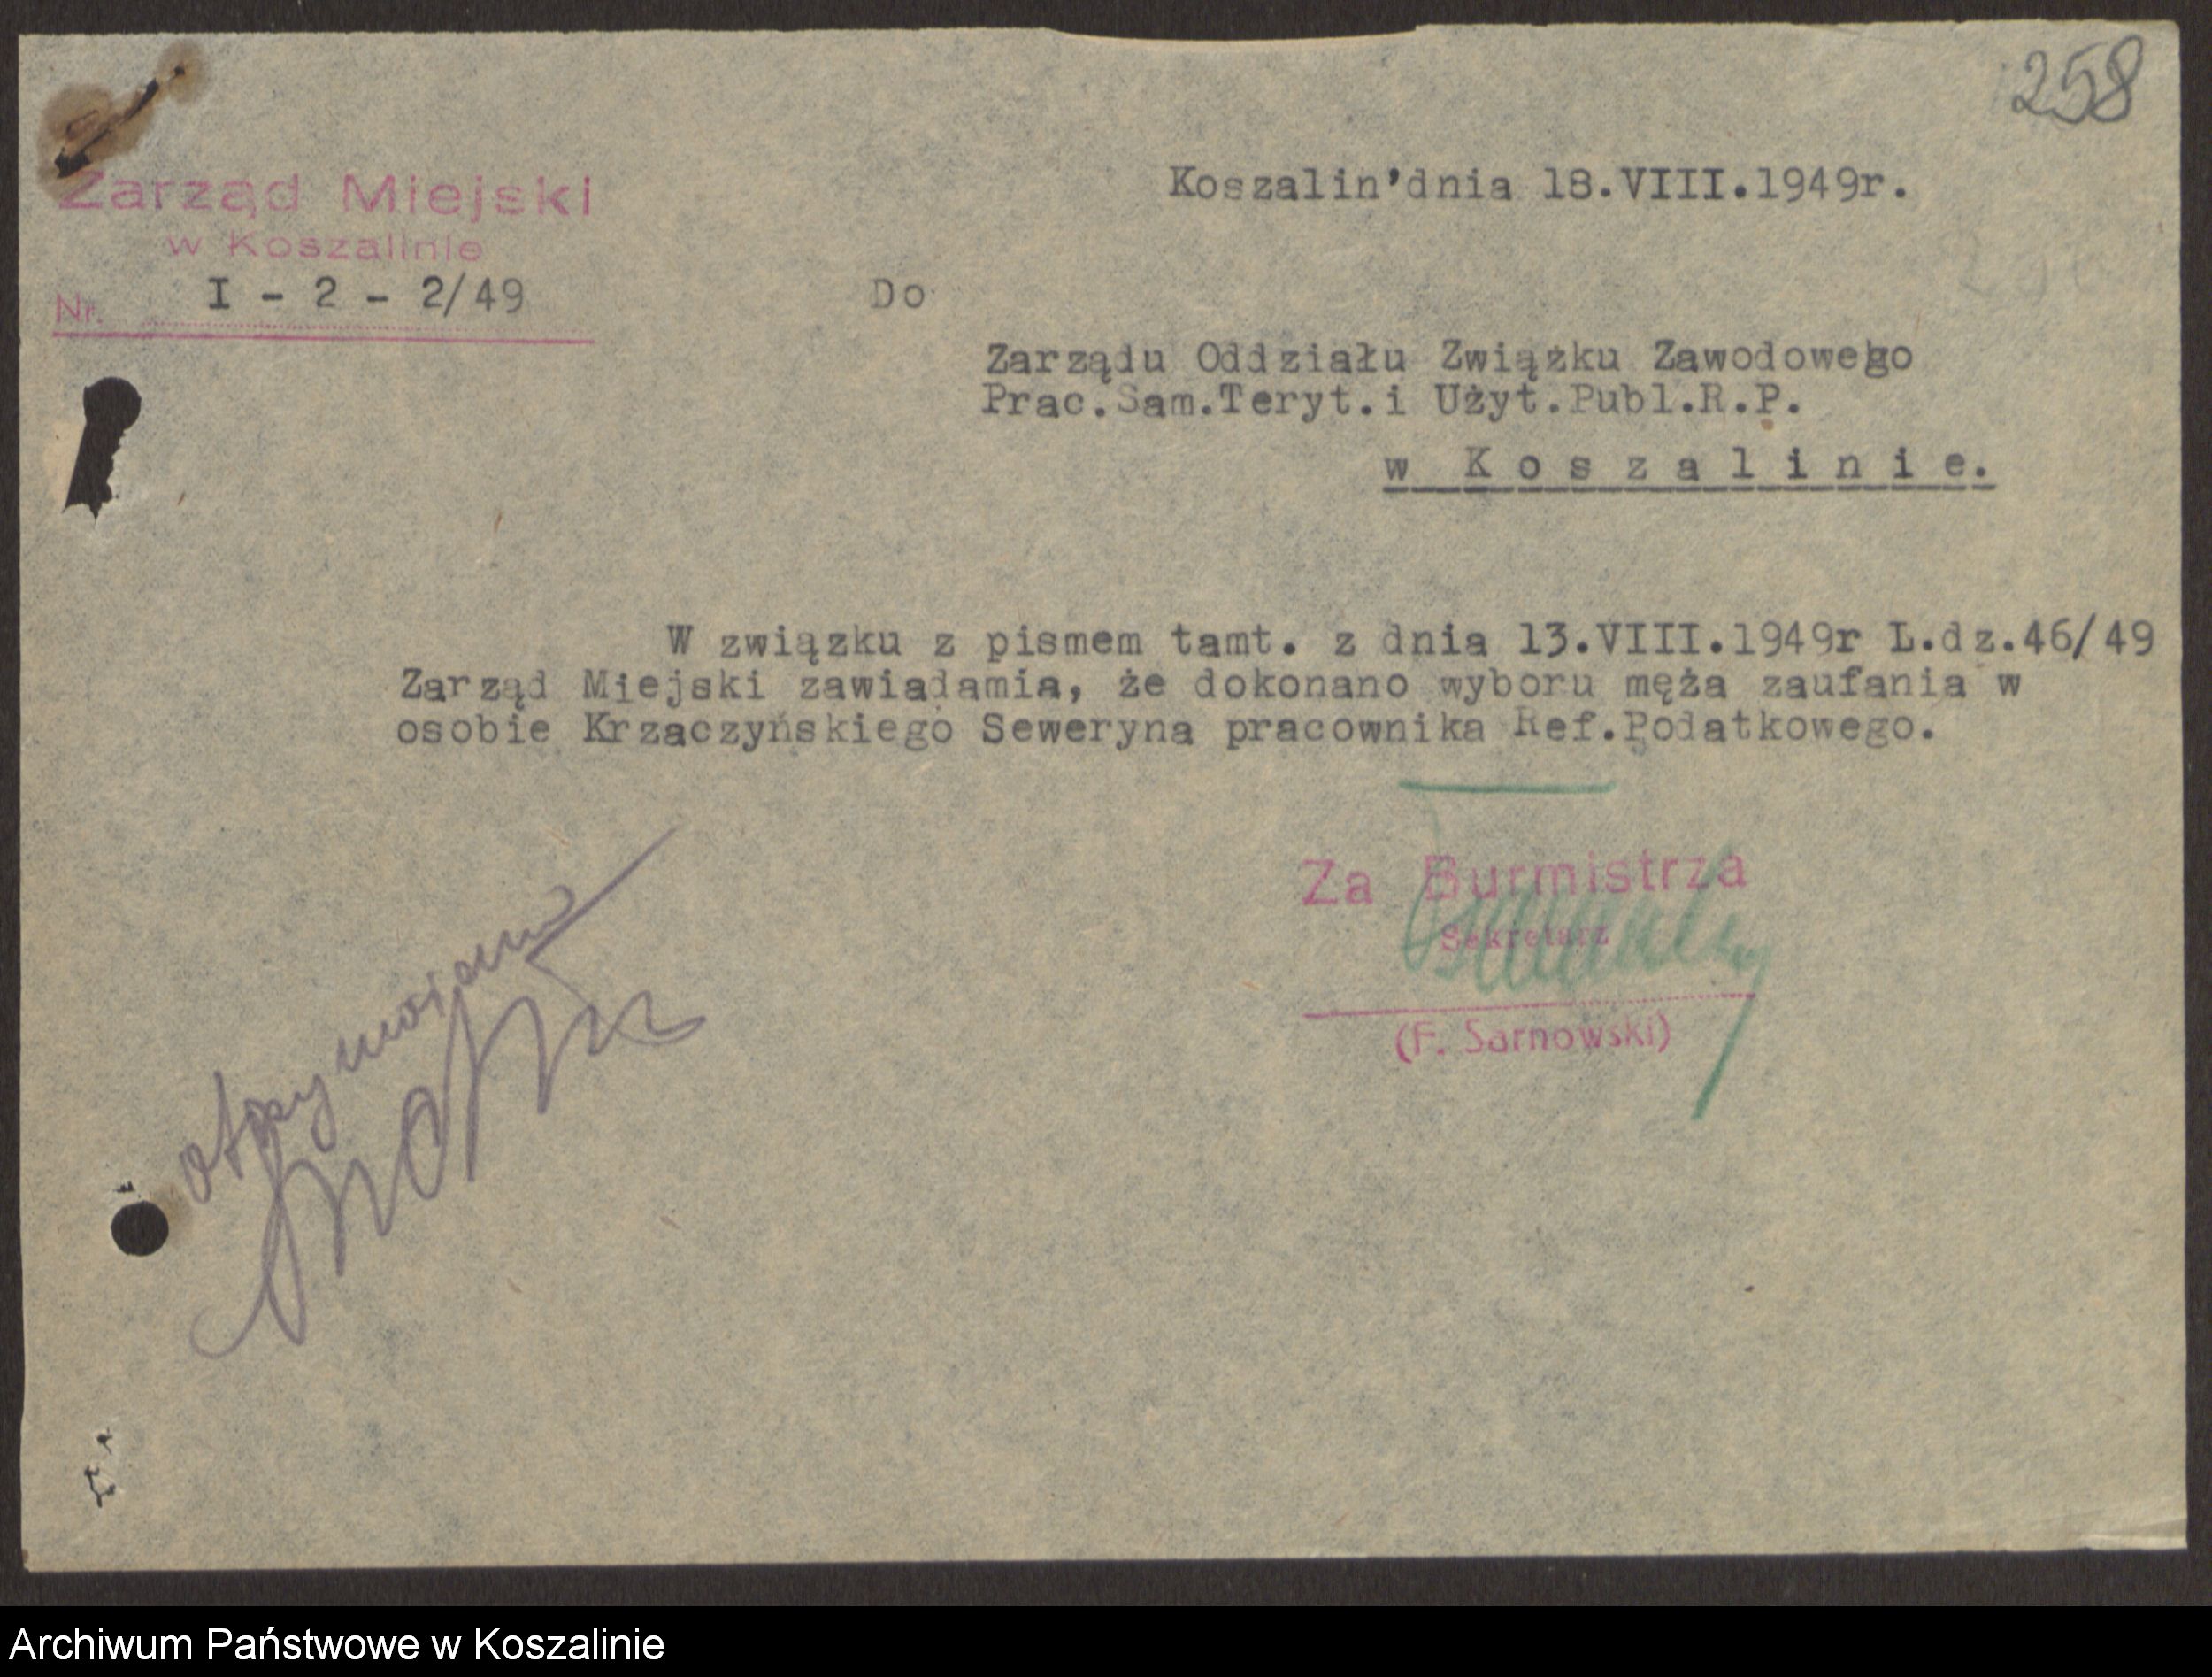 258
Zarząd Miejski
w Koszalinie
Nr. I - 2 - 2/49
Koszalin'dnia 18.VIII.1949r.
Do
Zarządu Oddziału Związku Zawodowego
Prac.Sam.Teryt.i Użyt.Publ.R.P.
w Koszalinie.
W związku z pismem tamt. z dnia 13.VIII.1949r L.dz.46/49
Zarząd Miejski zawiadamia, że dokonano wyboru męża zaufania w
osobie Krzaczyńskiego Seweryna pracownika Ref.Podatkowego.
Za Burmistrza
Sekretarz
(F. Sarnowski)
Archiwum Państwowe w Koszalinie